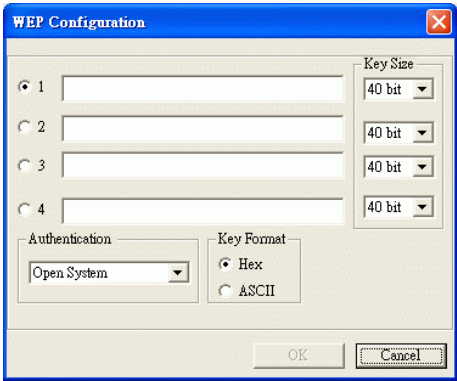 WEP Configuration
Key Size
1
40 bit
2
40 bit
3
40 bit
4
40 bit
Authentication
Key Format
Open System
Hex
ASCII
OK
Cancel